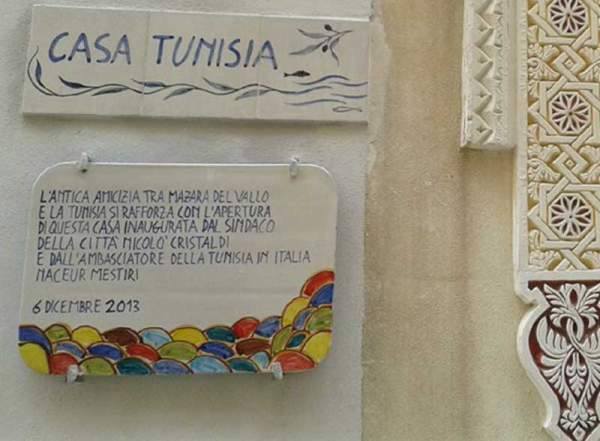 CASA TUNISIA
L'ANTICA AMICIZIA TRA MAZARA DEL VALLO
E LA TUNISIA SI RAFFORZA CON L'APERTURA
DI QUESTA CASA INAUGURATA DAL SINDACO
DELLA CITTÀ NICOLO' CRISTALDI
E DALL'AMBASCIATORE DELLA TUNISIA IN ITALIA
NACEUR MESTIRI
6 DICEMBRE 2013